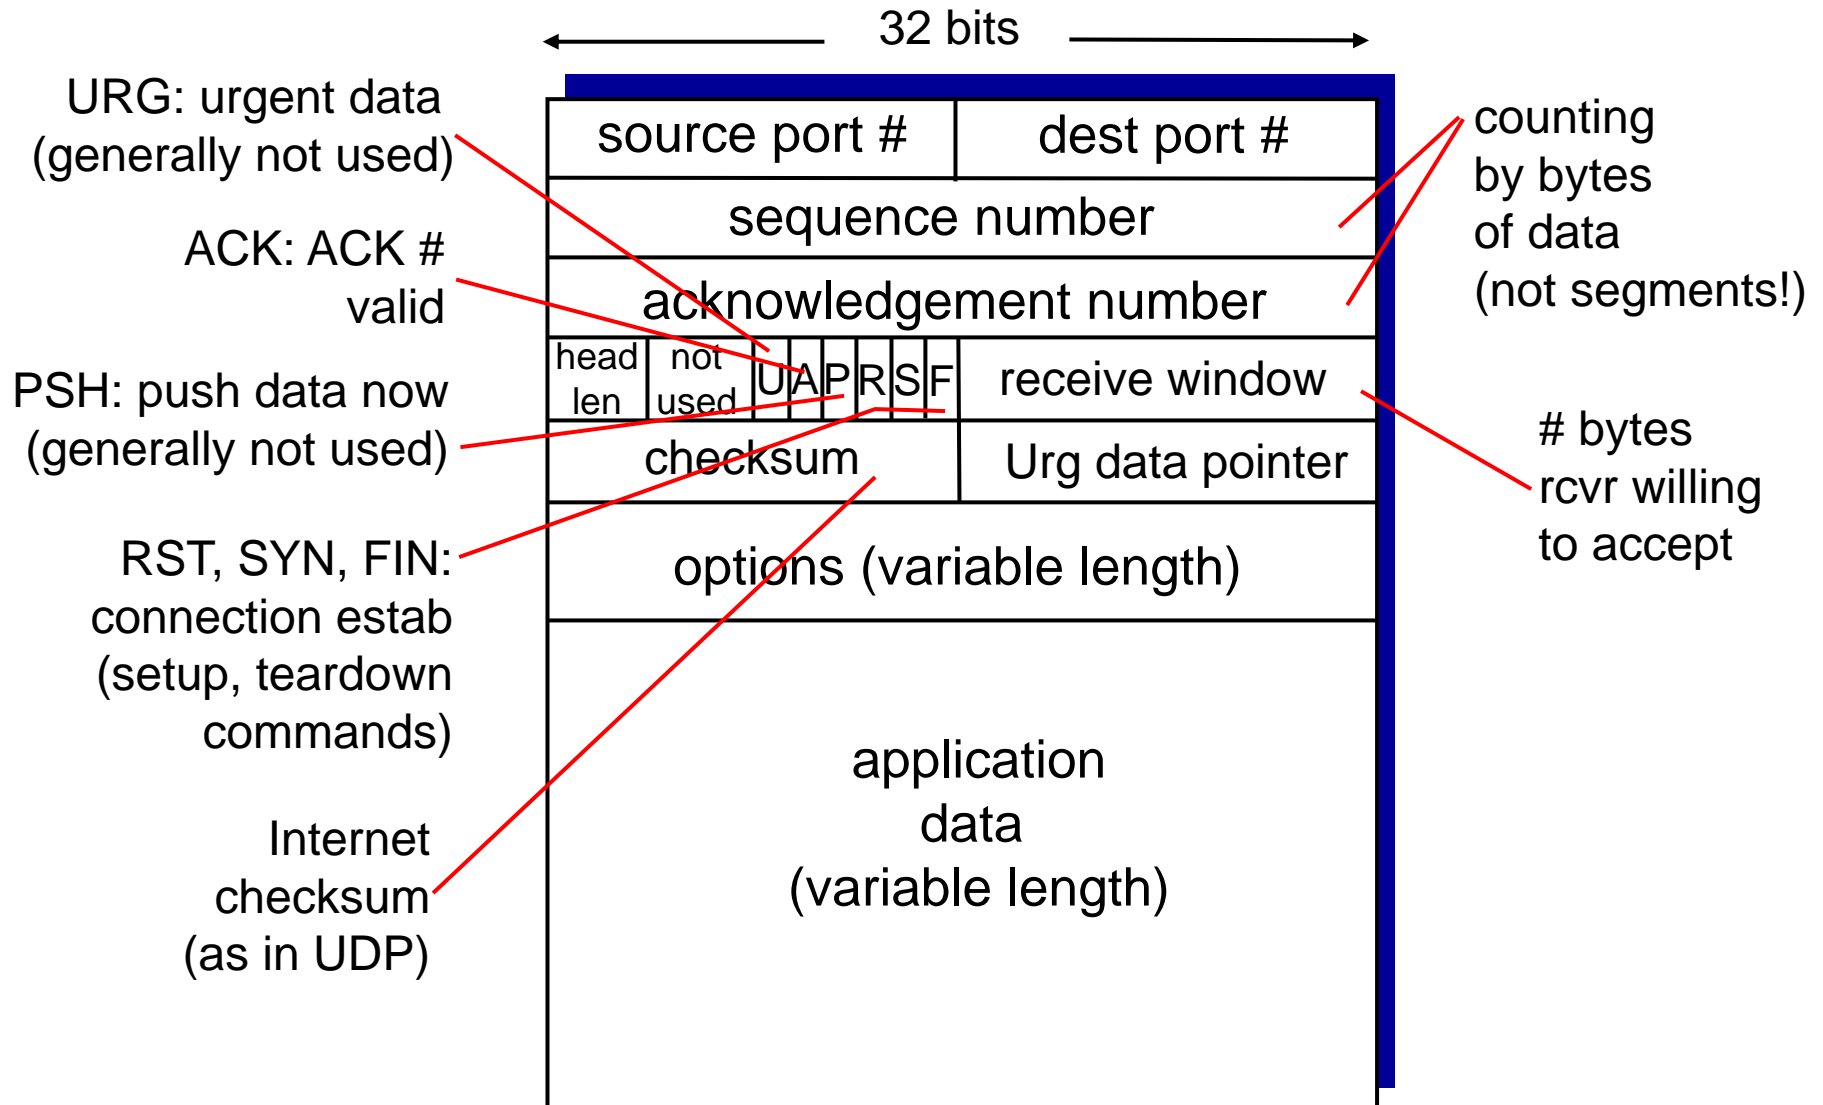 32 bits
URG: urgent data
(generally not used)
ACK: ACK #
valid
PSH: push data now
(generally not used)
RST, SYN, FIN:
connection estab
(setup, teardown
commands)
Internet
checksum
(as in UDP)
source port #
dest port #
sequence number
acknowledgement number
head
len
not
used
U
A
P
R
S
F
receive window
checksum
Urg data pointer
options (variable length)
application
data
(variable length)
counting
by bytes
of data
(not segments!)
# bytes
rcvr willing
to accept